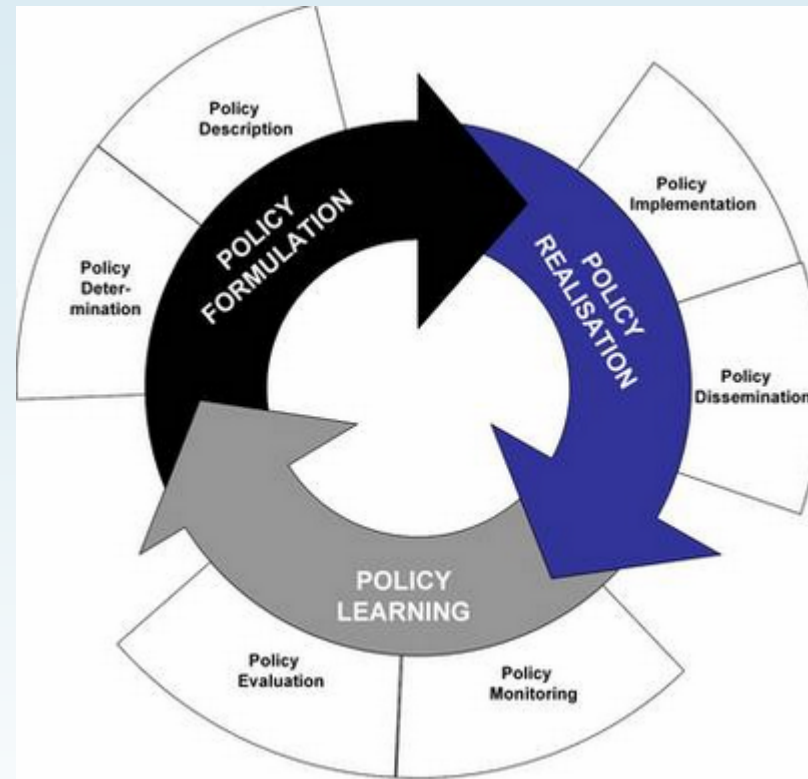 Policy
Description
Policy
Deter-
mination
POLICY
FORMULATION
POLICY
REALISATION
Policy
Implementation
Policy
Dissemination
POLICY
LEARNING
Policy
Evaluation
Policy
Monitoring